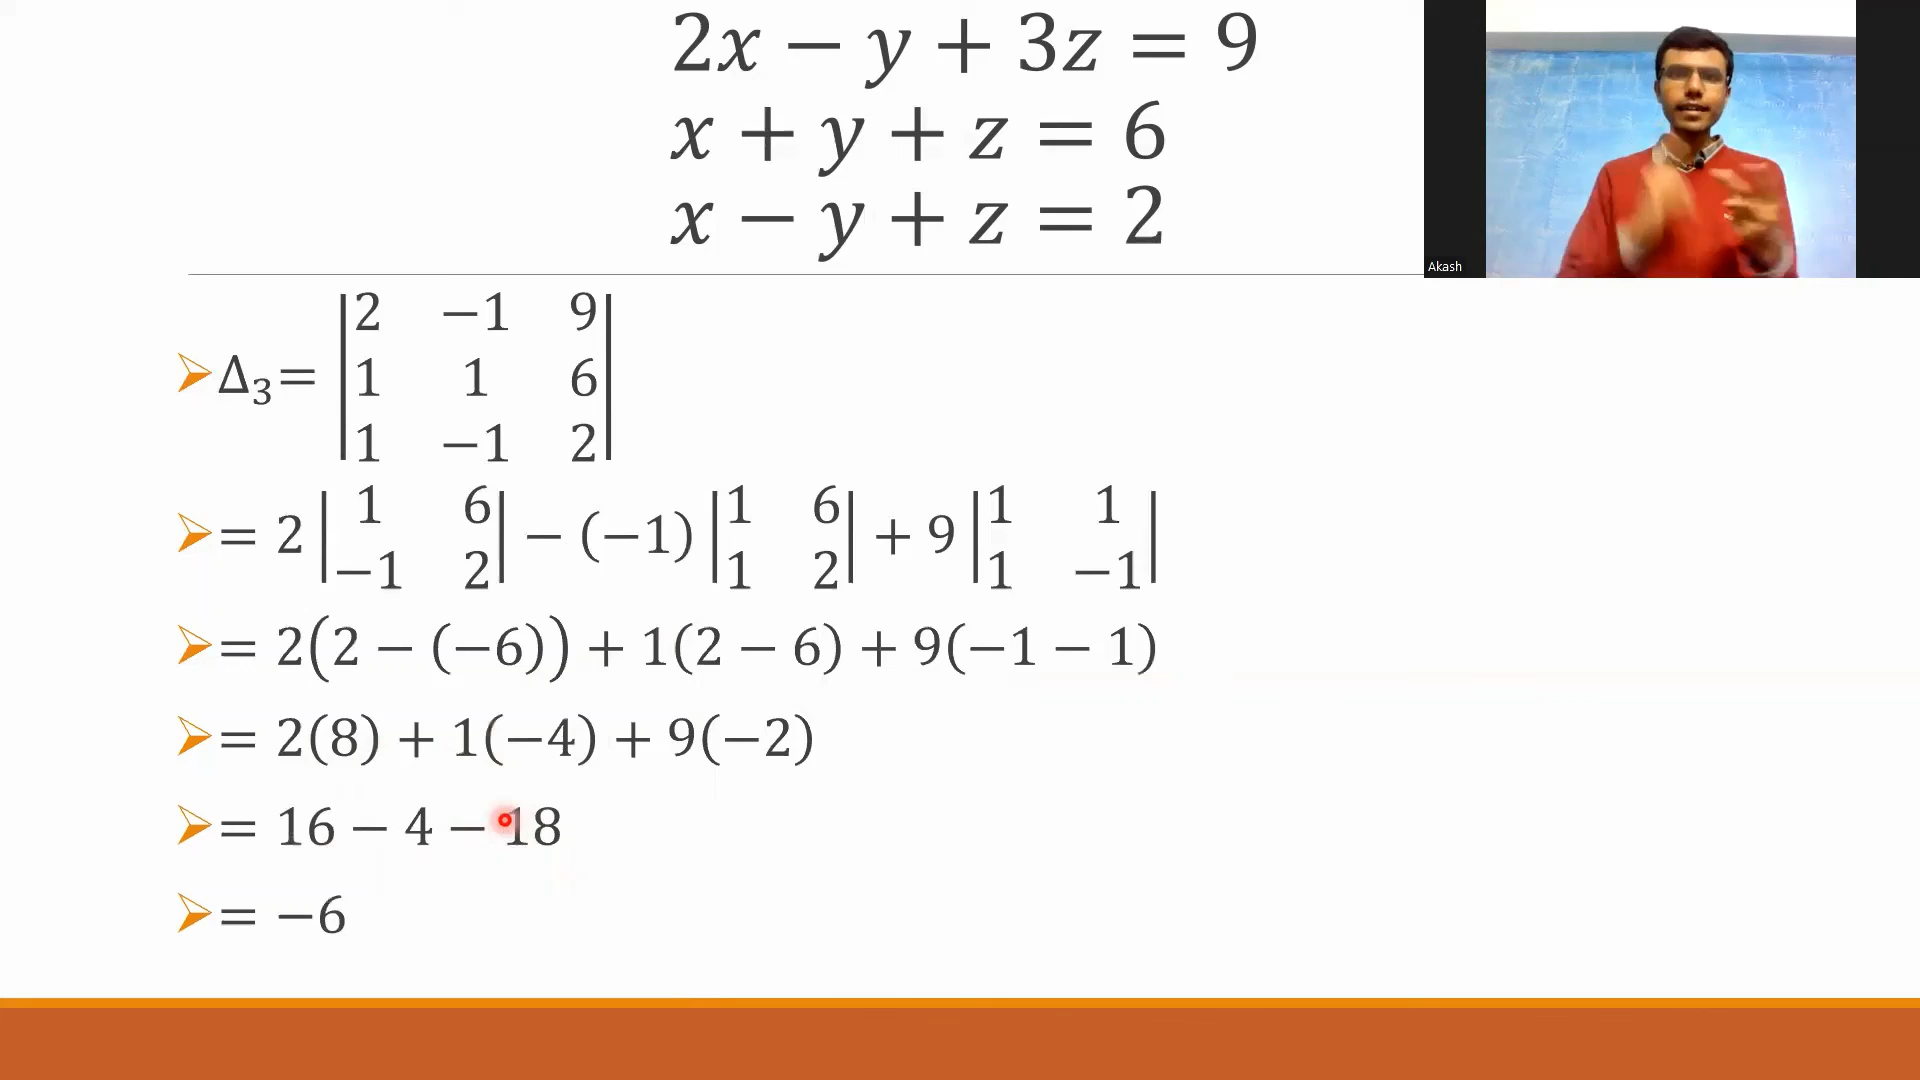 2x − y + 3z = 9
x + y + z = 6
x − y + z = 2
Akash
Δ₃= |2 −1 9|
|1 1 6|
|1 −1 2|
= 2 |1 6; −1 2| − (−1) |1 6; 1 2| + 9 |1 1; 1 −1|
= 2(2 − (−6)) + 1(2 − 6) + 9(−1 − 1)
= 2(8) + 1(−4) + 9(−2)
= 16 − 4 − 18
= −6